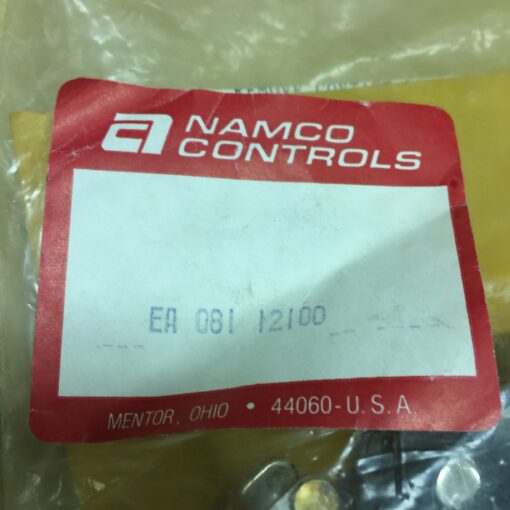 NAMCO
CONTROLS
EA 081 12100
MENTOR, OHIO • 44060 - U. S. A.